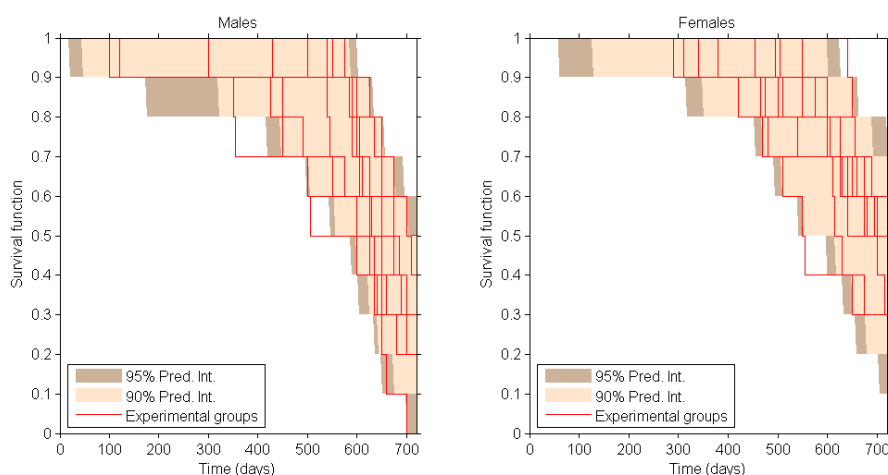 Males
Survival function
1
0.9
0.8
0.7
0.6
0.5
0.4
0.3
0.2
0.1
0
95% Pred. Int.
90% Pred. Int.
Experimental groups
0 100 200 300 400 500 600 700
Time (days)
Females
Survival function
1
0.9
0.8
0.7
0.6
0.5
0.4
0.3
0.2
0.1
0
95% Pred. Int.
90% Pred. Int.
Experimental groups
0 100 200 300 400 500 600 700
Time (days)